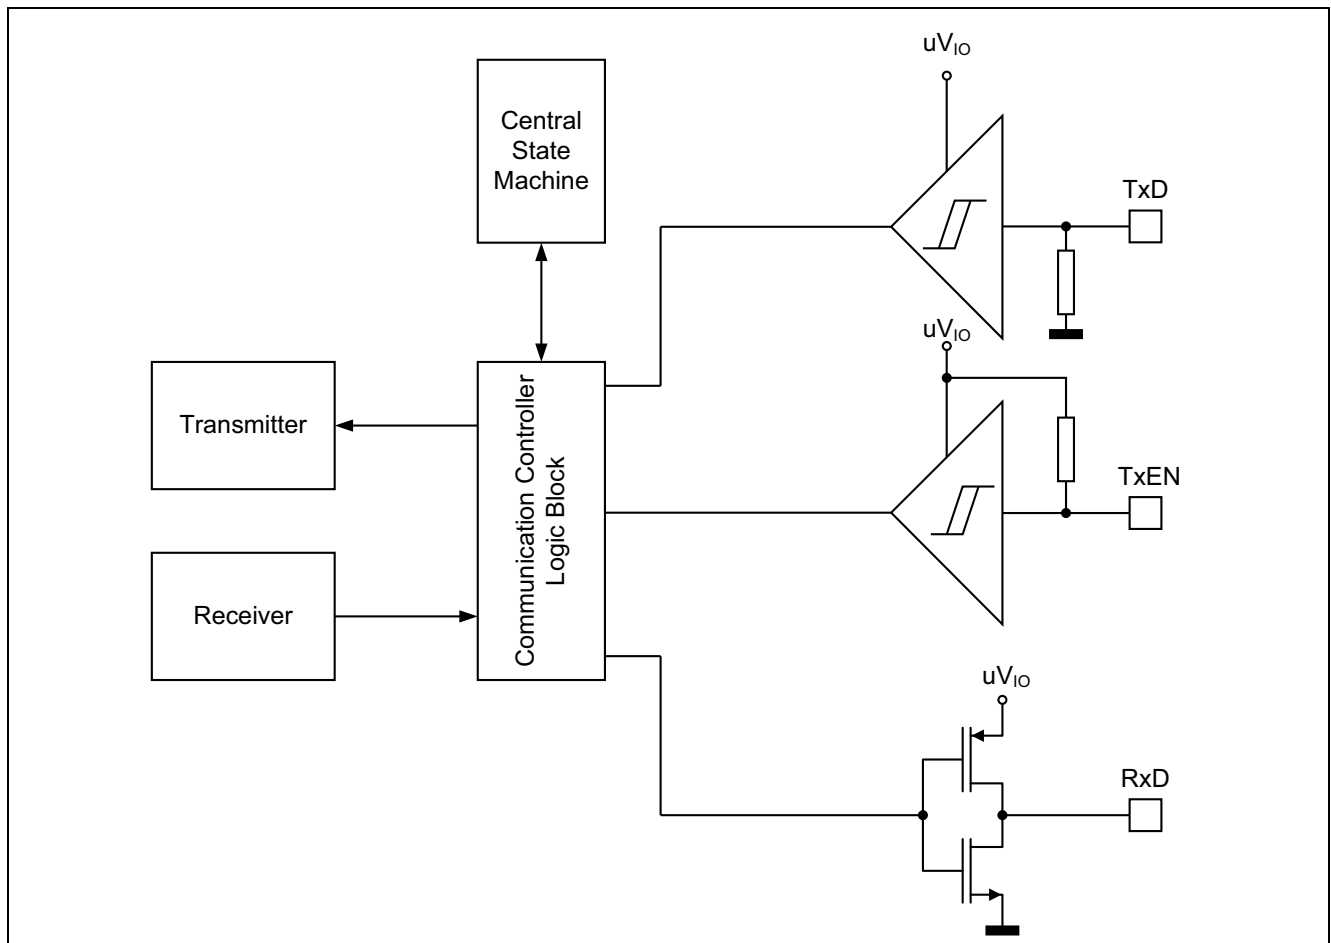 uV_IO
Central
State
Machine
TxD
uV_IO
Transmitter
Communication Controller
Logic Block
TxEN
Receiver
uV_IO
RxD